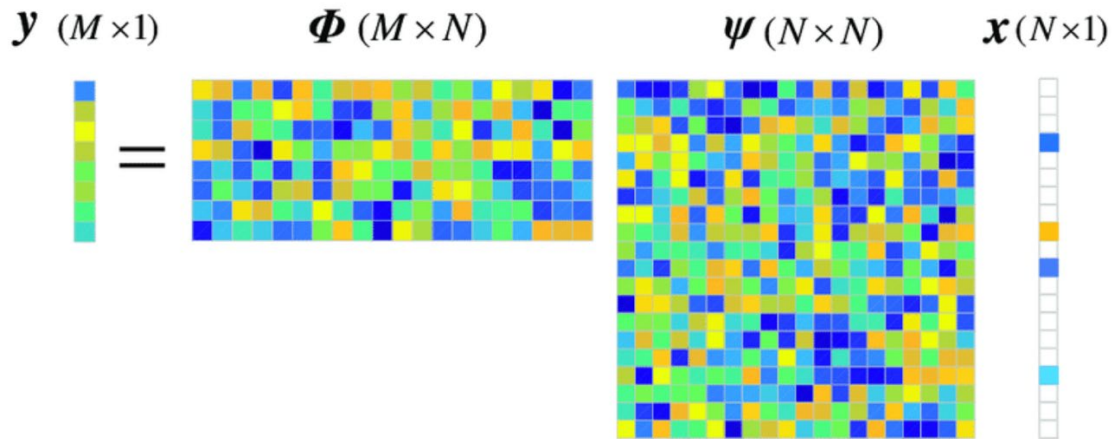 y (M×1) Φ (M×N) ψ (N×N) x (N×1)
=